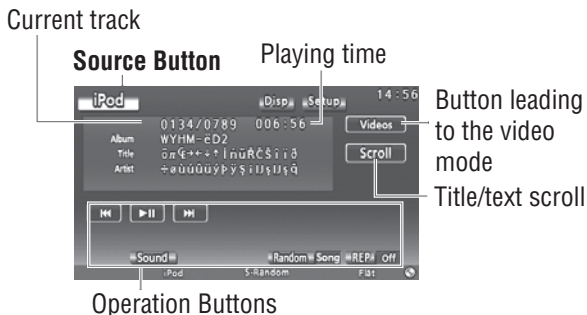 Current track
Source Button
Playing time
iPod
Disp
Setup
14:56
0134/0789 006:56
Videos
Button leading
to the video
mode
Album WYHM-ëD2
Title
Scroll
Title/text scroll
Artist
Sound
Random Song REP Off
iPod S-Random Flat
Operation Buttons